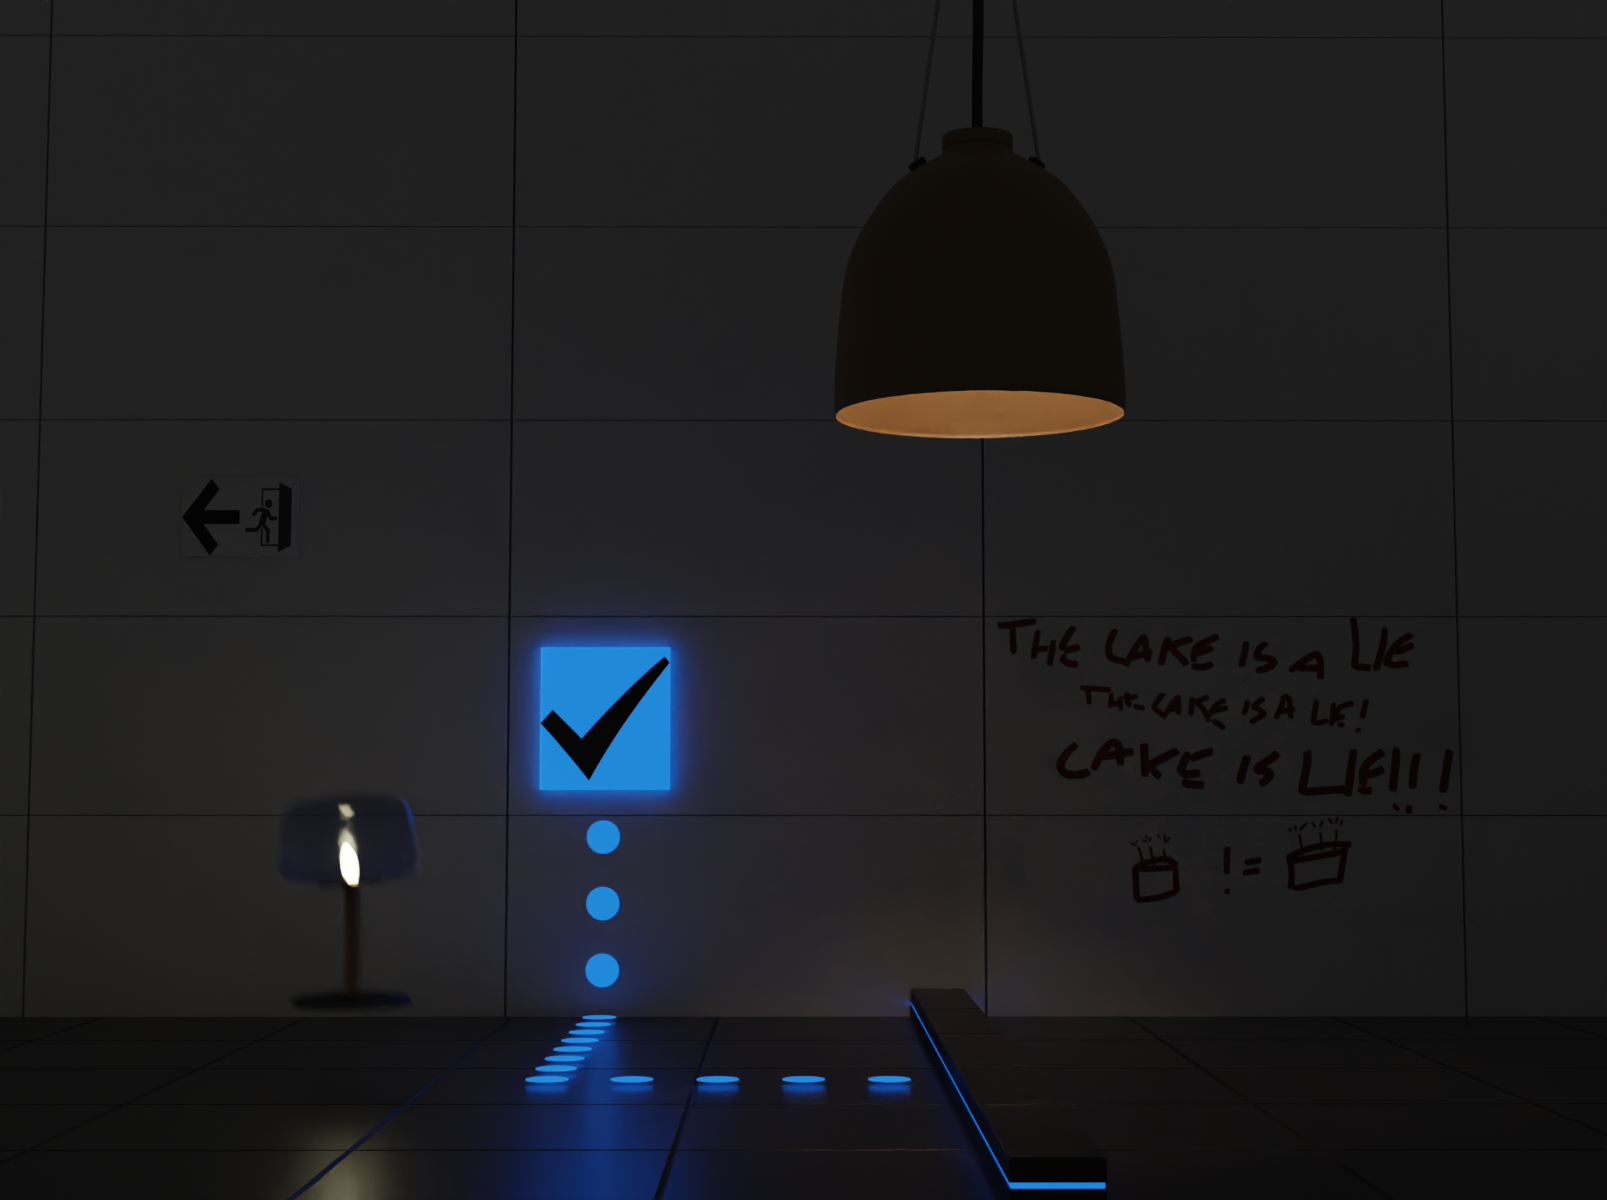 THE CAKE IS A LIE
THE CAKE IS A LIE!
CAKE IS LIE!!!
!=